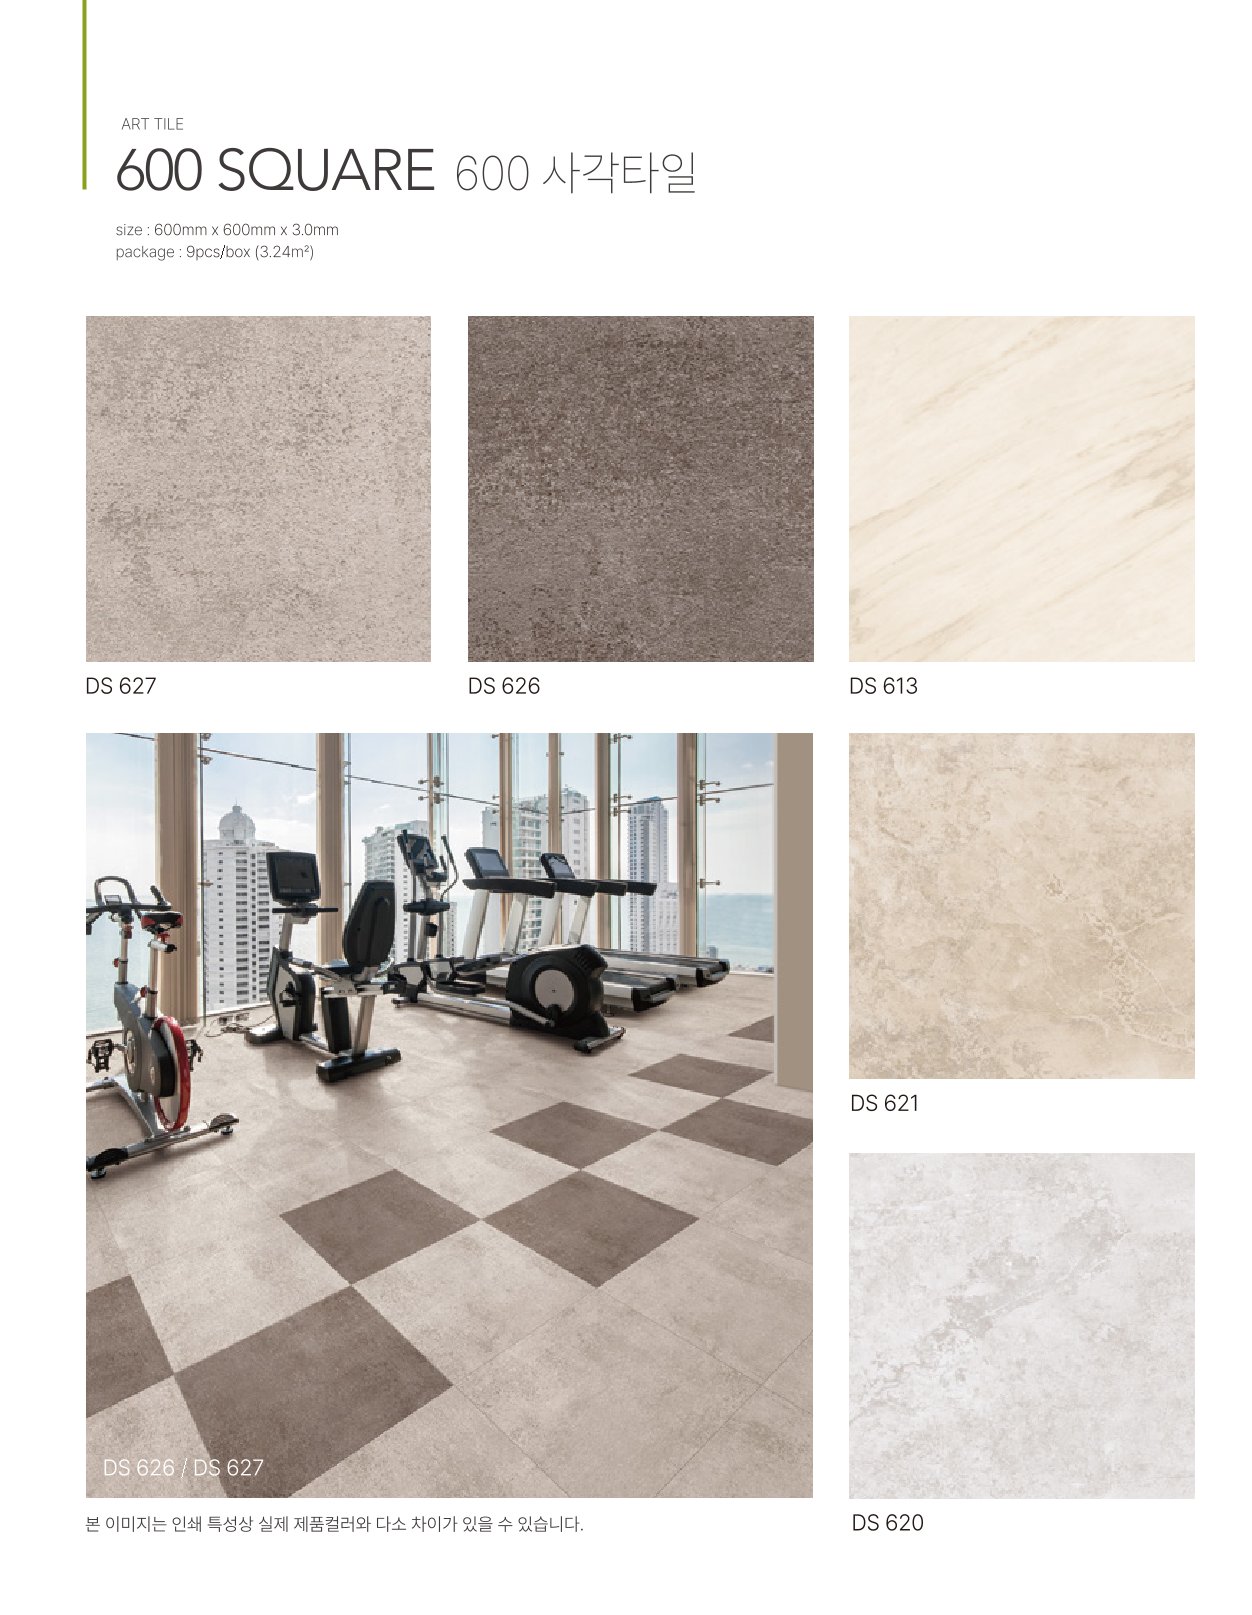 ART TILE
600 SQUARE 600 사각타일
size : 600mm x 600mm x 3.0mm
package : 9pcs/box (3.24m²)
DS 627
DS 626
DS 613
DS 621
DS 626 / DS 627
본 이미지는 인쇄 특성상 실제 제품컬러와 다소 차이가 있을 수 있습니다.
DS 620